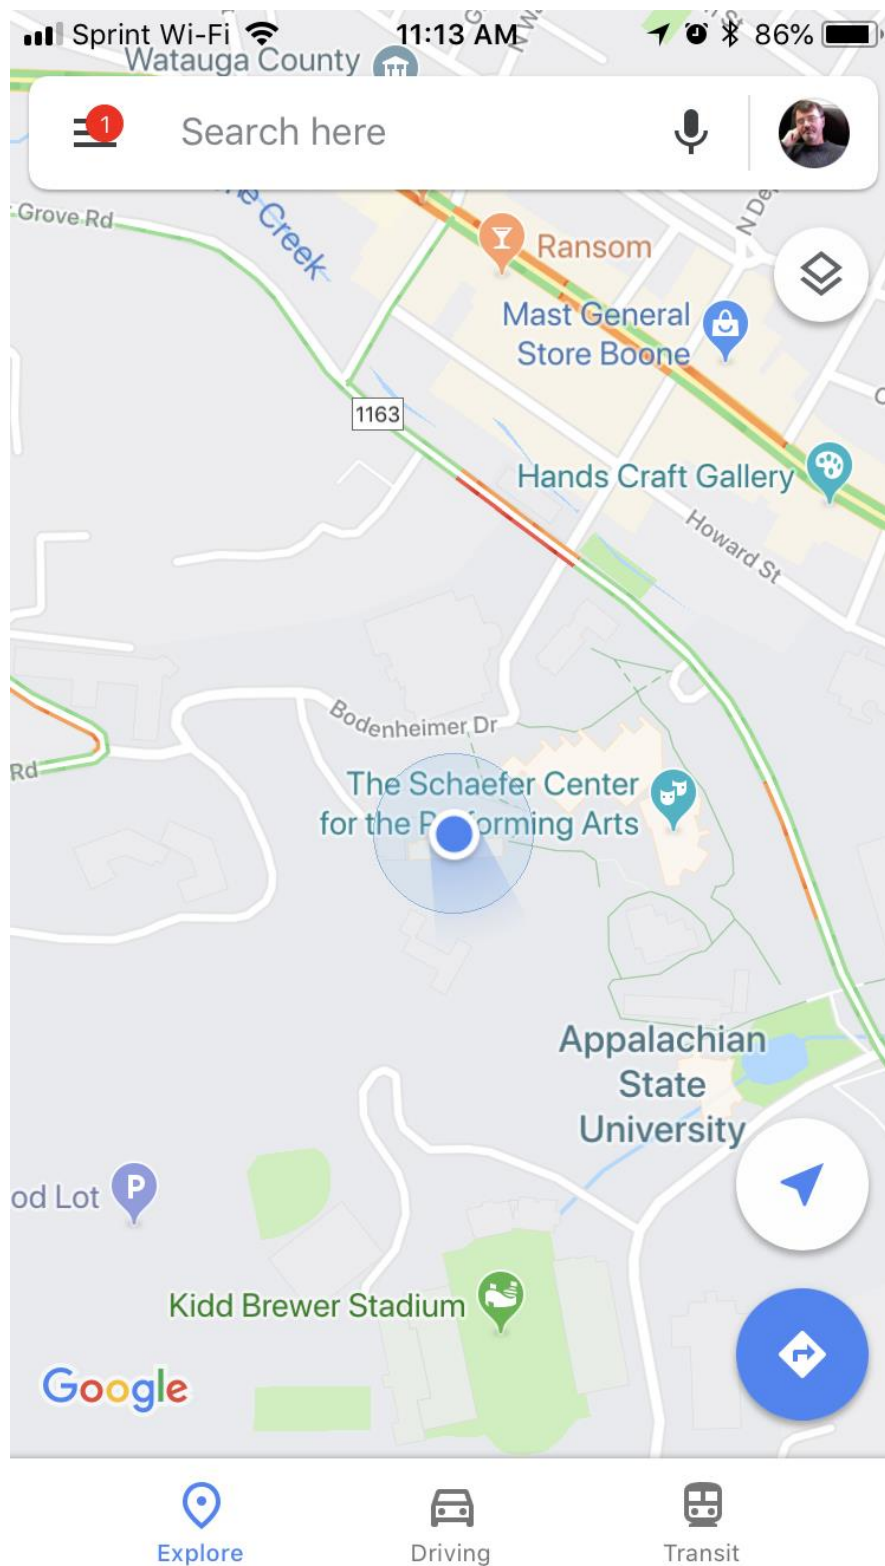 Sprint Wi-Fi
11:13 AM
86%
Watauga County
1
Search here
Grove Rd
Creek
Ransom
Mast General
Store Boone
1163
Hands Craft Gallery
Howard St
Bodenheimer Dr
Rd
The Schaefer Center
for the Performing Arts
Appalachian
State
University
Lot
P
Kidd Brewer Stadium
Google
Explore
Driving
Transit